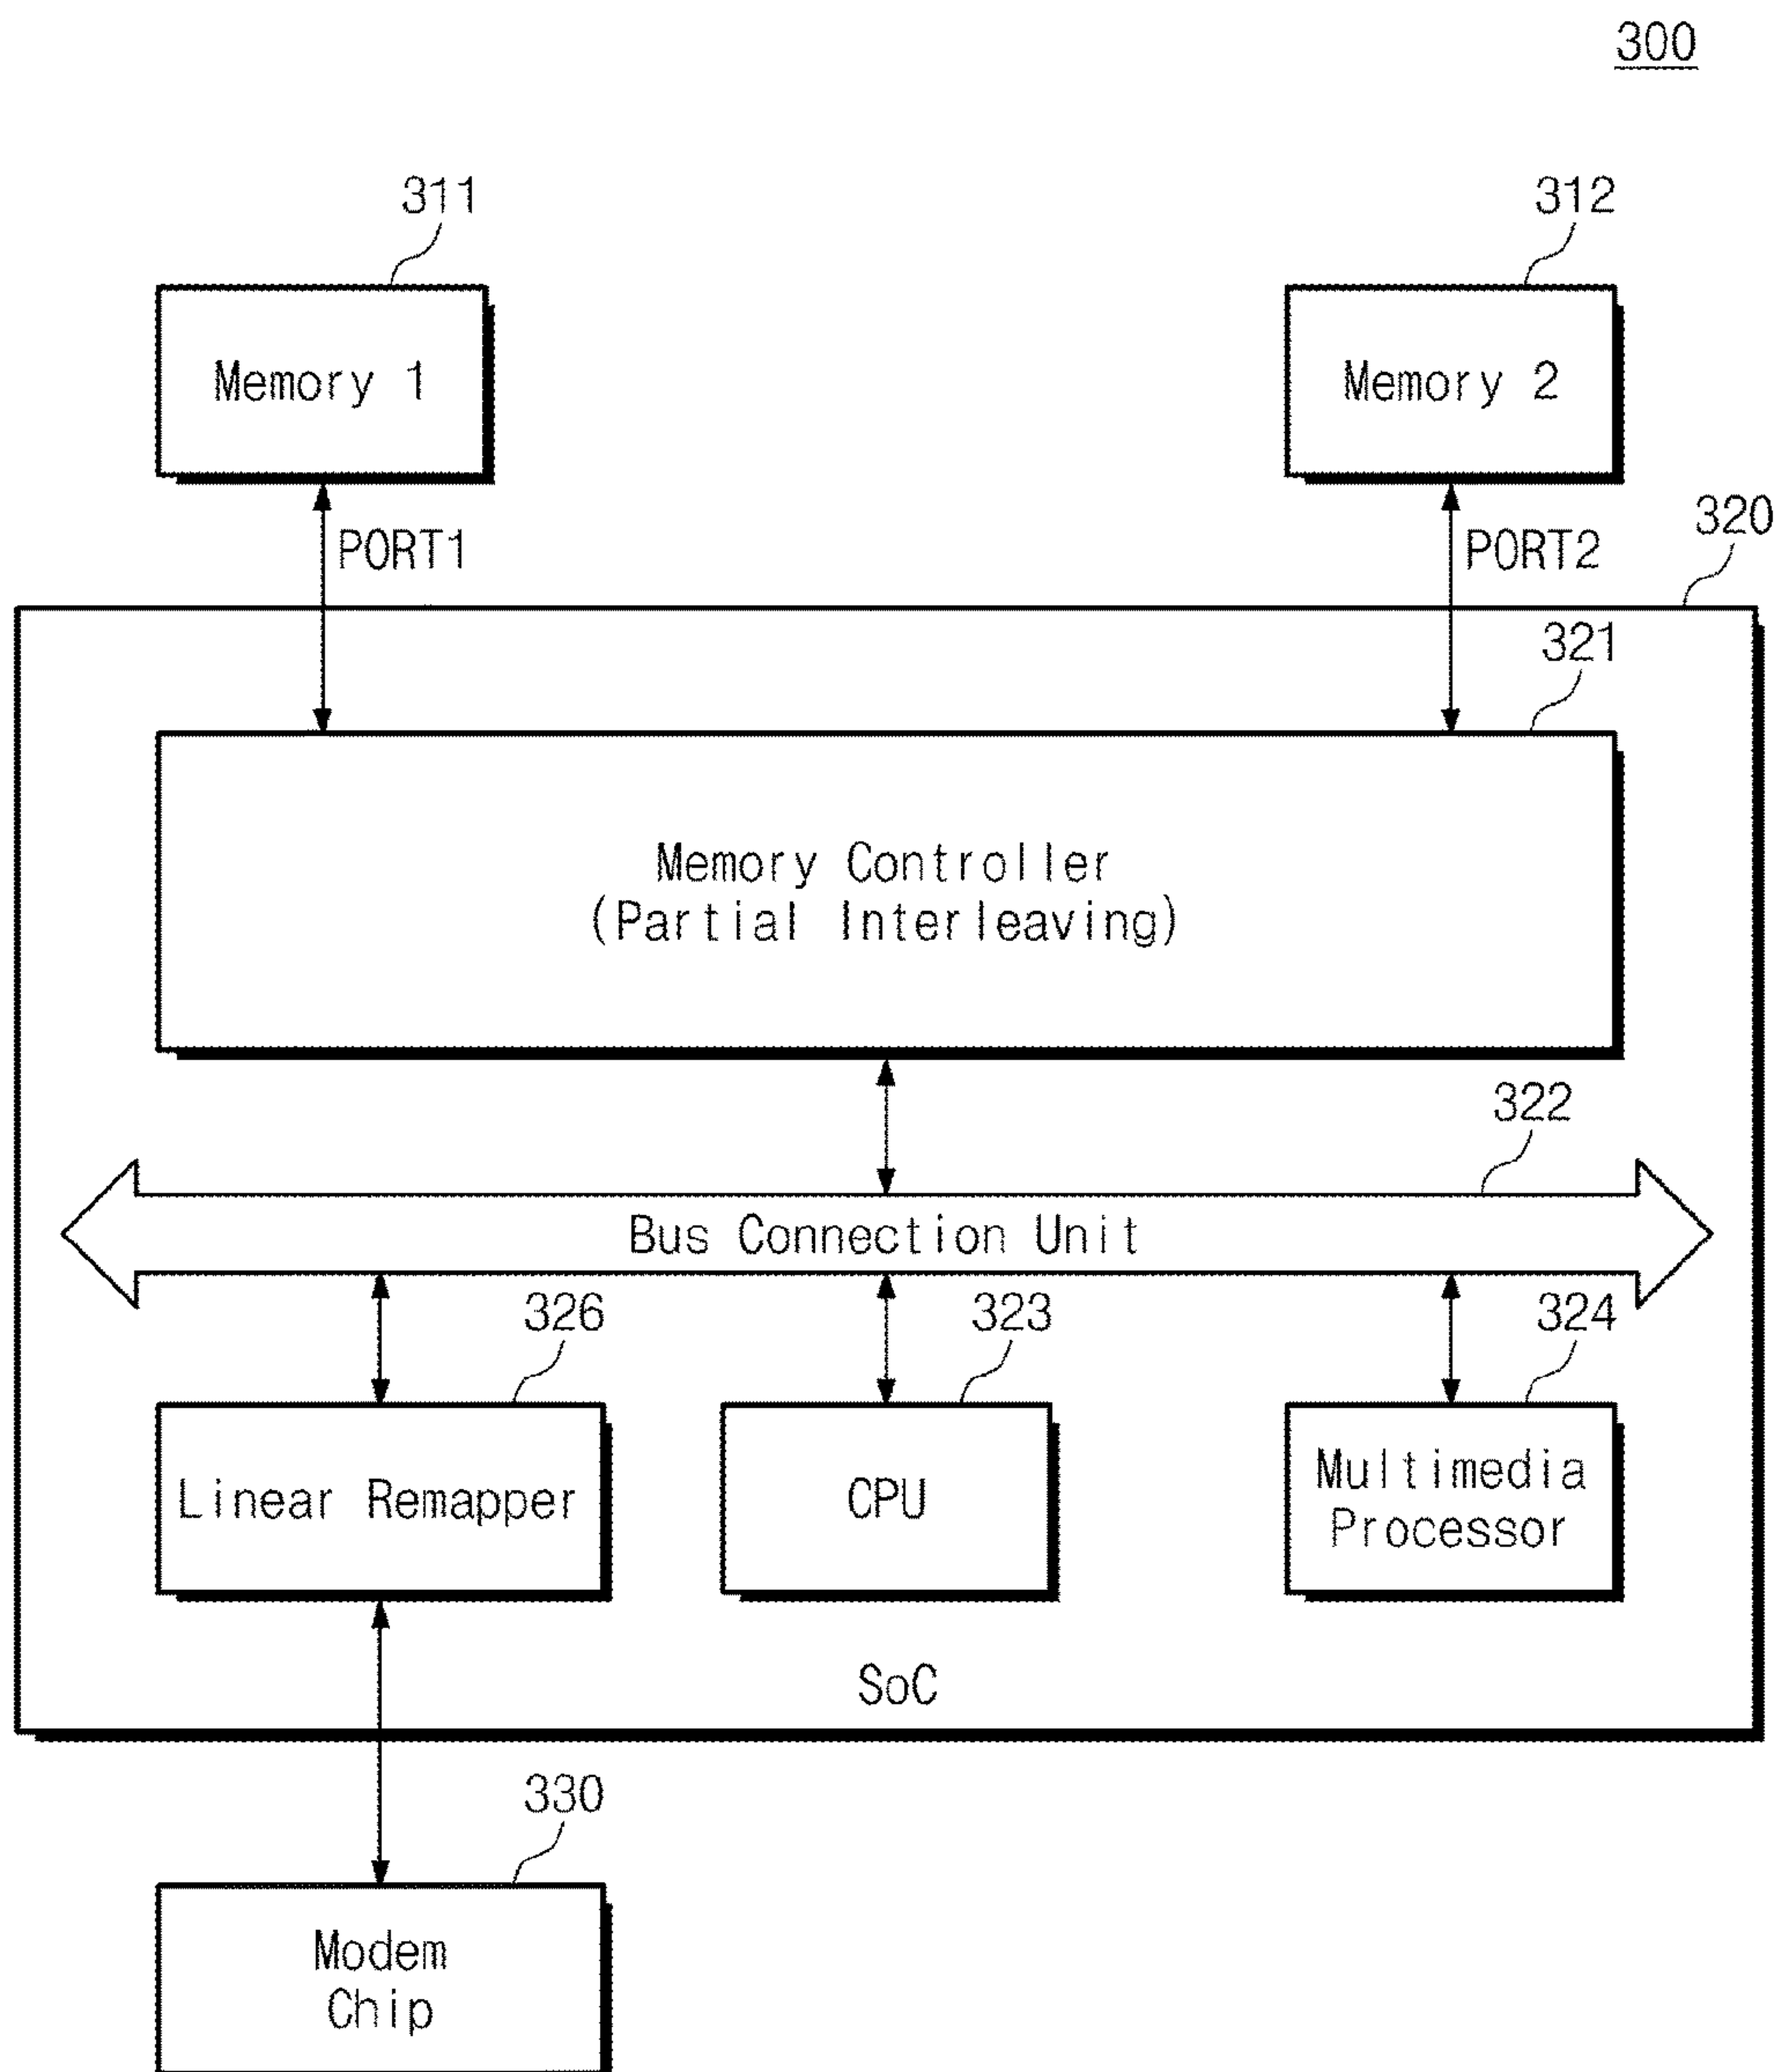 300
311
312
Memory 1
Memory 2
PORT1
PORT2
320
321
Memory Controller
(Partial Interleaving)
322
Bus Connection Unit
326
323
324
Linear Remapper
CPU
Multimedia
Processor
SoC
330
Modem
Chip